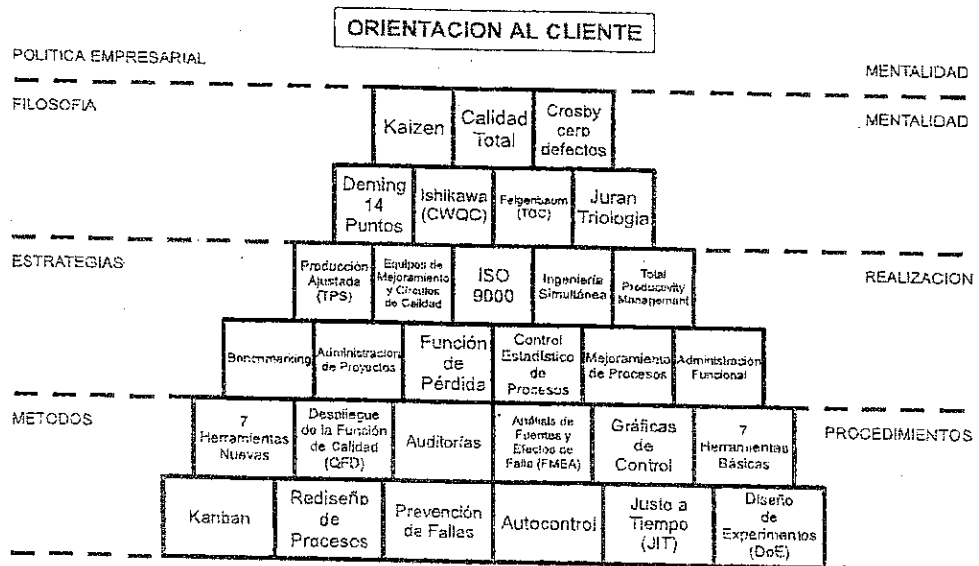 ORIENTACION AL CLIENTE
POLITICA EMPRESARIAL
MENTALIDAD
FILOSOFIA
MENTALIDAD
Kaizen
Calidad
Total
Crosby
cero
defectos
Deming
14
Puntos
Ishikawa
(CWQC)
Feigenbaum
(TQC)
Juran
Triologia
ESTRATEGIAS
REALIZACION
Producción
Ajustada
(TPS)
Equipos de
Mejoramiento
y Círculos
de Calidad
ISO
9000
Ingeniería
Simultánea
Total
Productivity
Management
Benchmarking
Administración
de Proyectos
Función
de
Pérdida
Control
Estadístico
de
Procesos
Mejoramiento
de Procesos
Administración
Funcional
METODOS
PROCEDIMIENTOS
7
Herramientas
Nuevas
Despliegue
de la Función
de Calidad
(QFD)
Auditorías
Análisis de
Fuentes y
Efectos de
Falla (FMEA)
Gráficas
de
Control
7
Herramientas
Básicas
Kanban
Rediseño
de
Procesos
Prevención
de Fallas
Autocontrol
Justo a
Tiempo
(JIT)
Diseño
de
Experimentos
(DoE)